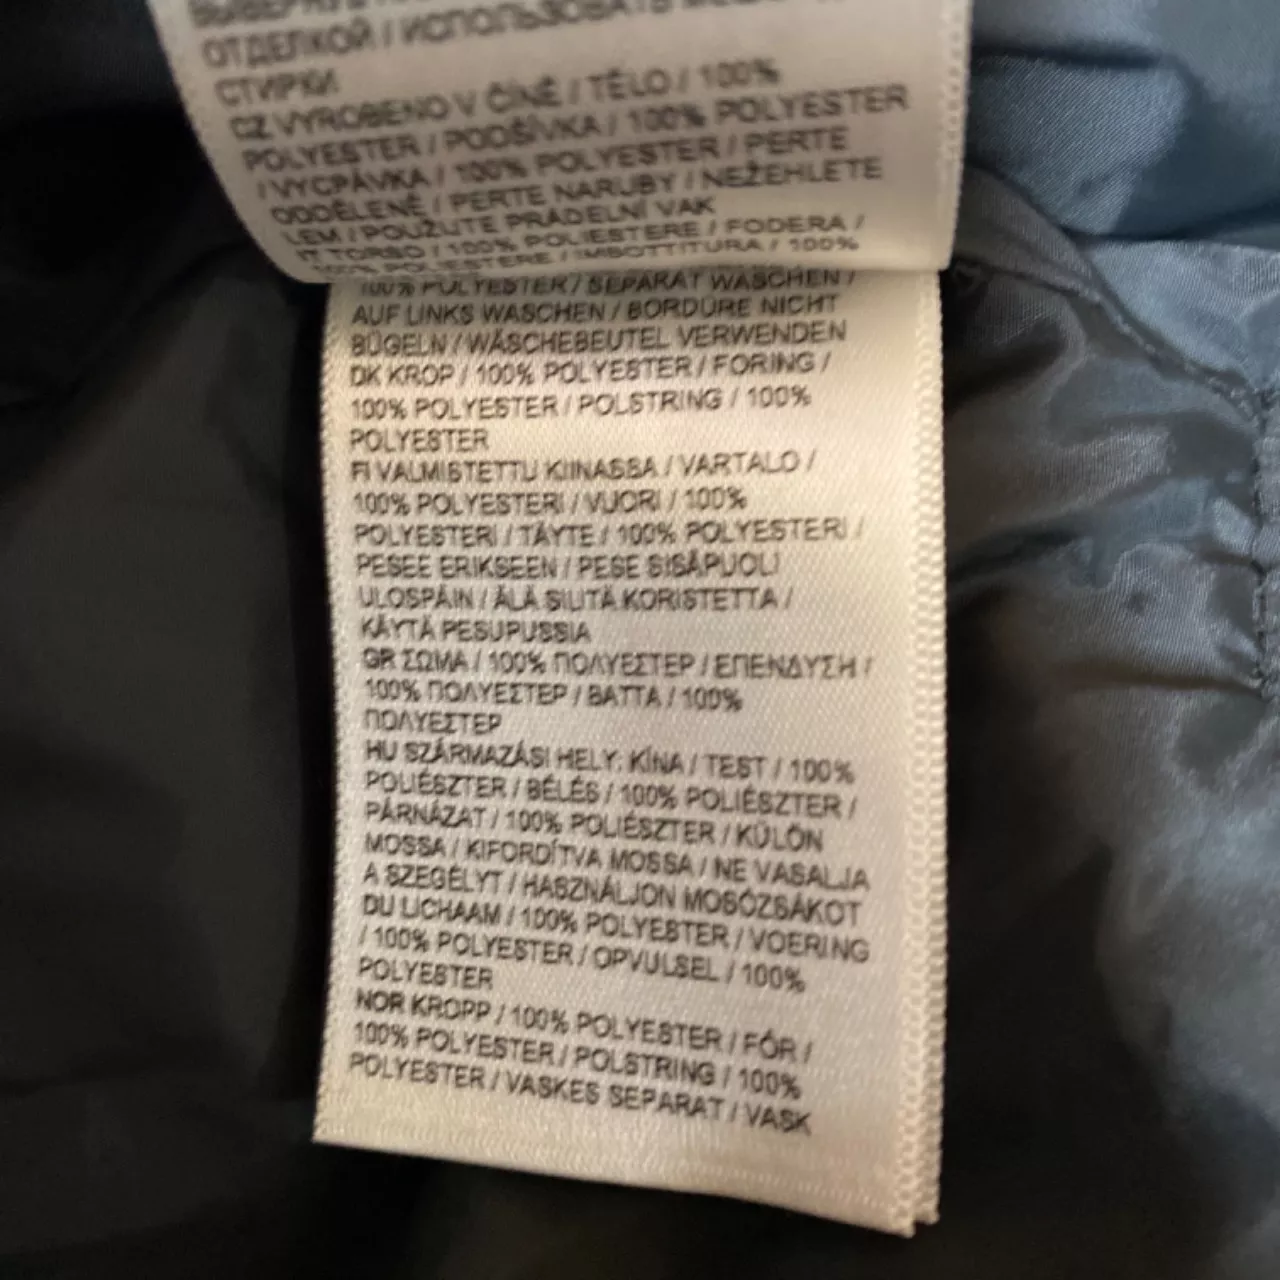 ОТДЕЛКОЙ / ИСПОЛЬЗОВАТЬ
СТИРКИ
CZ VYROBENO V ČÍNĚ / TĚLO / 100%
POLYESTER / PODŠÍVKA / 100% POLYESTER
/ VYCPÁVKA / 100% POLYESTER / PERTE
ODDĚLENĚ / PERTE NARUBY / NEŽEHLETE
LEM / POUŽIJTE PRADELNÍ VAK
IT TORSO / 100% POLIESTERE / FODERA /
100% POLIESTERE / IMBOTTITURA / 100%
100% POLYESTER / SEPARAT WASCHEN /
AUF LINKS WASCHEN / BORDÜRE NICHT
BÜGELN / WÄSCHEBEUTEL VERWENDEN
DK KROP / 100% POLYESTER / FORING /
100% POLYESTER / POLSTRING / 100%
POLYESTER
FI VALMISTETTU KIINASSA / VARTALO /
100% POLYESTERI / VUORI / 100%
POLYESTERI / TÄYTE / 100% POLYESTERI /
PESEE ERIKSEEN / PESE SISÄPUOLI
ULOSPÄIN / ÄLÄ SILITÄ KORISTETTA /
KÄYTÄ PESUPUSSIA
GR ΣΩΜΑ / 100% ΠΟΛΥΕΣΤΕΡ / ΕΠΕΝΔΥΣΗ /
100% ΠΟΛΥΕΣΤΕΡ / ΒΑΤΤΑ / 100%
ΠΟΛΥΕΣΤΕΡ
HU SZÁRMAZÁSI HELY: KÍNA / TEST / 100%
POLIÉSZTER / BÉLÉS / 100% POLIÉSZTER /
PÁRNÁZAT / 100% POLIÉSZTER / KÜLÖN
MOSSA / KIFORDÍTVA MOSSA / NE VASALJA
A SZEGÉLYT / HASZNÁLJON MOSÓZSÁKOT
DU LICHAAM / 100% POLYESTER / VOERING
/ 100% POLYESTER / OPVULSEL / 100%
POLYESTER
NOR KROPP / 100% POLYESTER / FÔR /
100% POLYESTER / POLSTRING / 100%
POLYESTER / VASKES SEPARAT / VASK